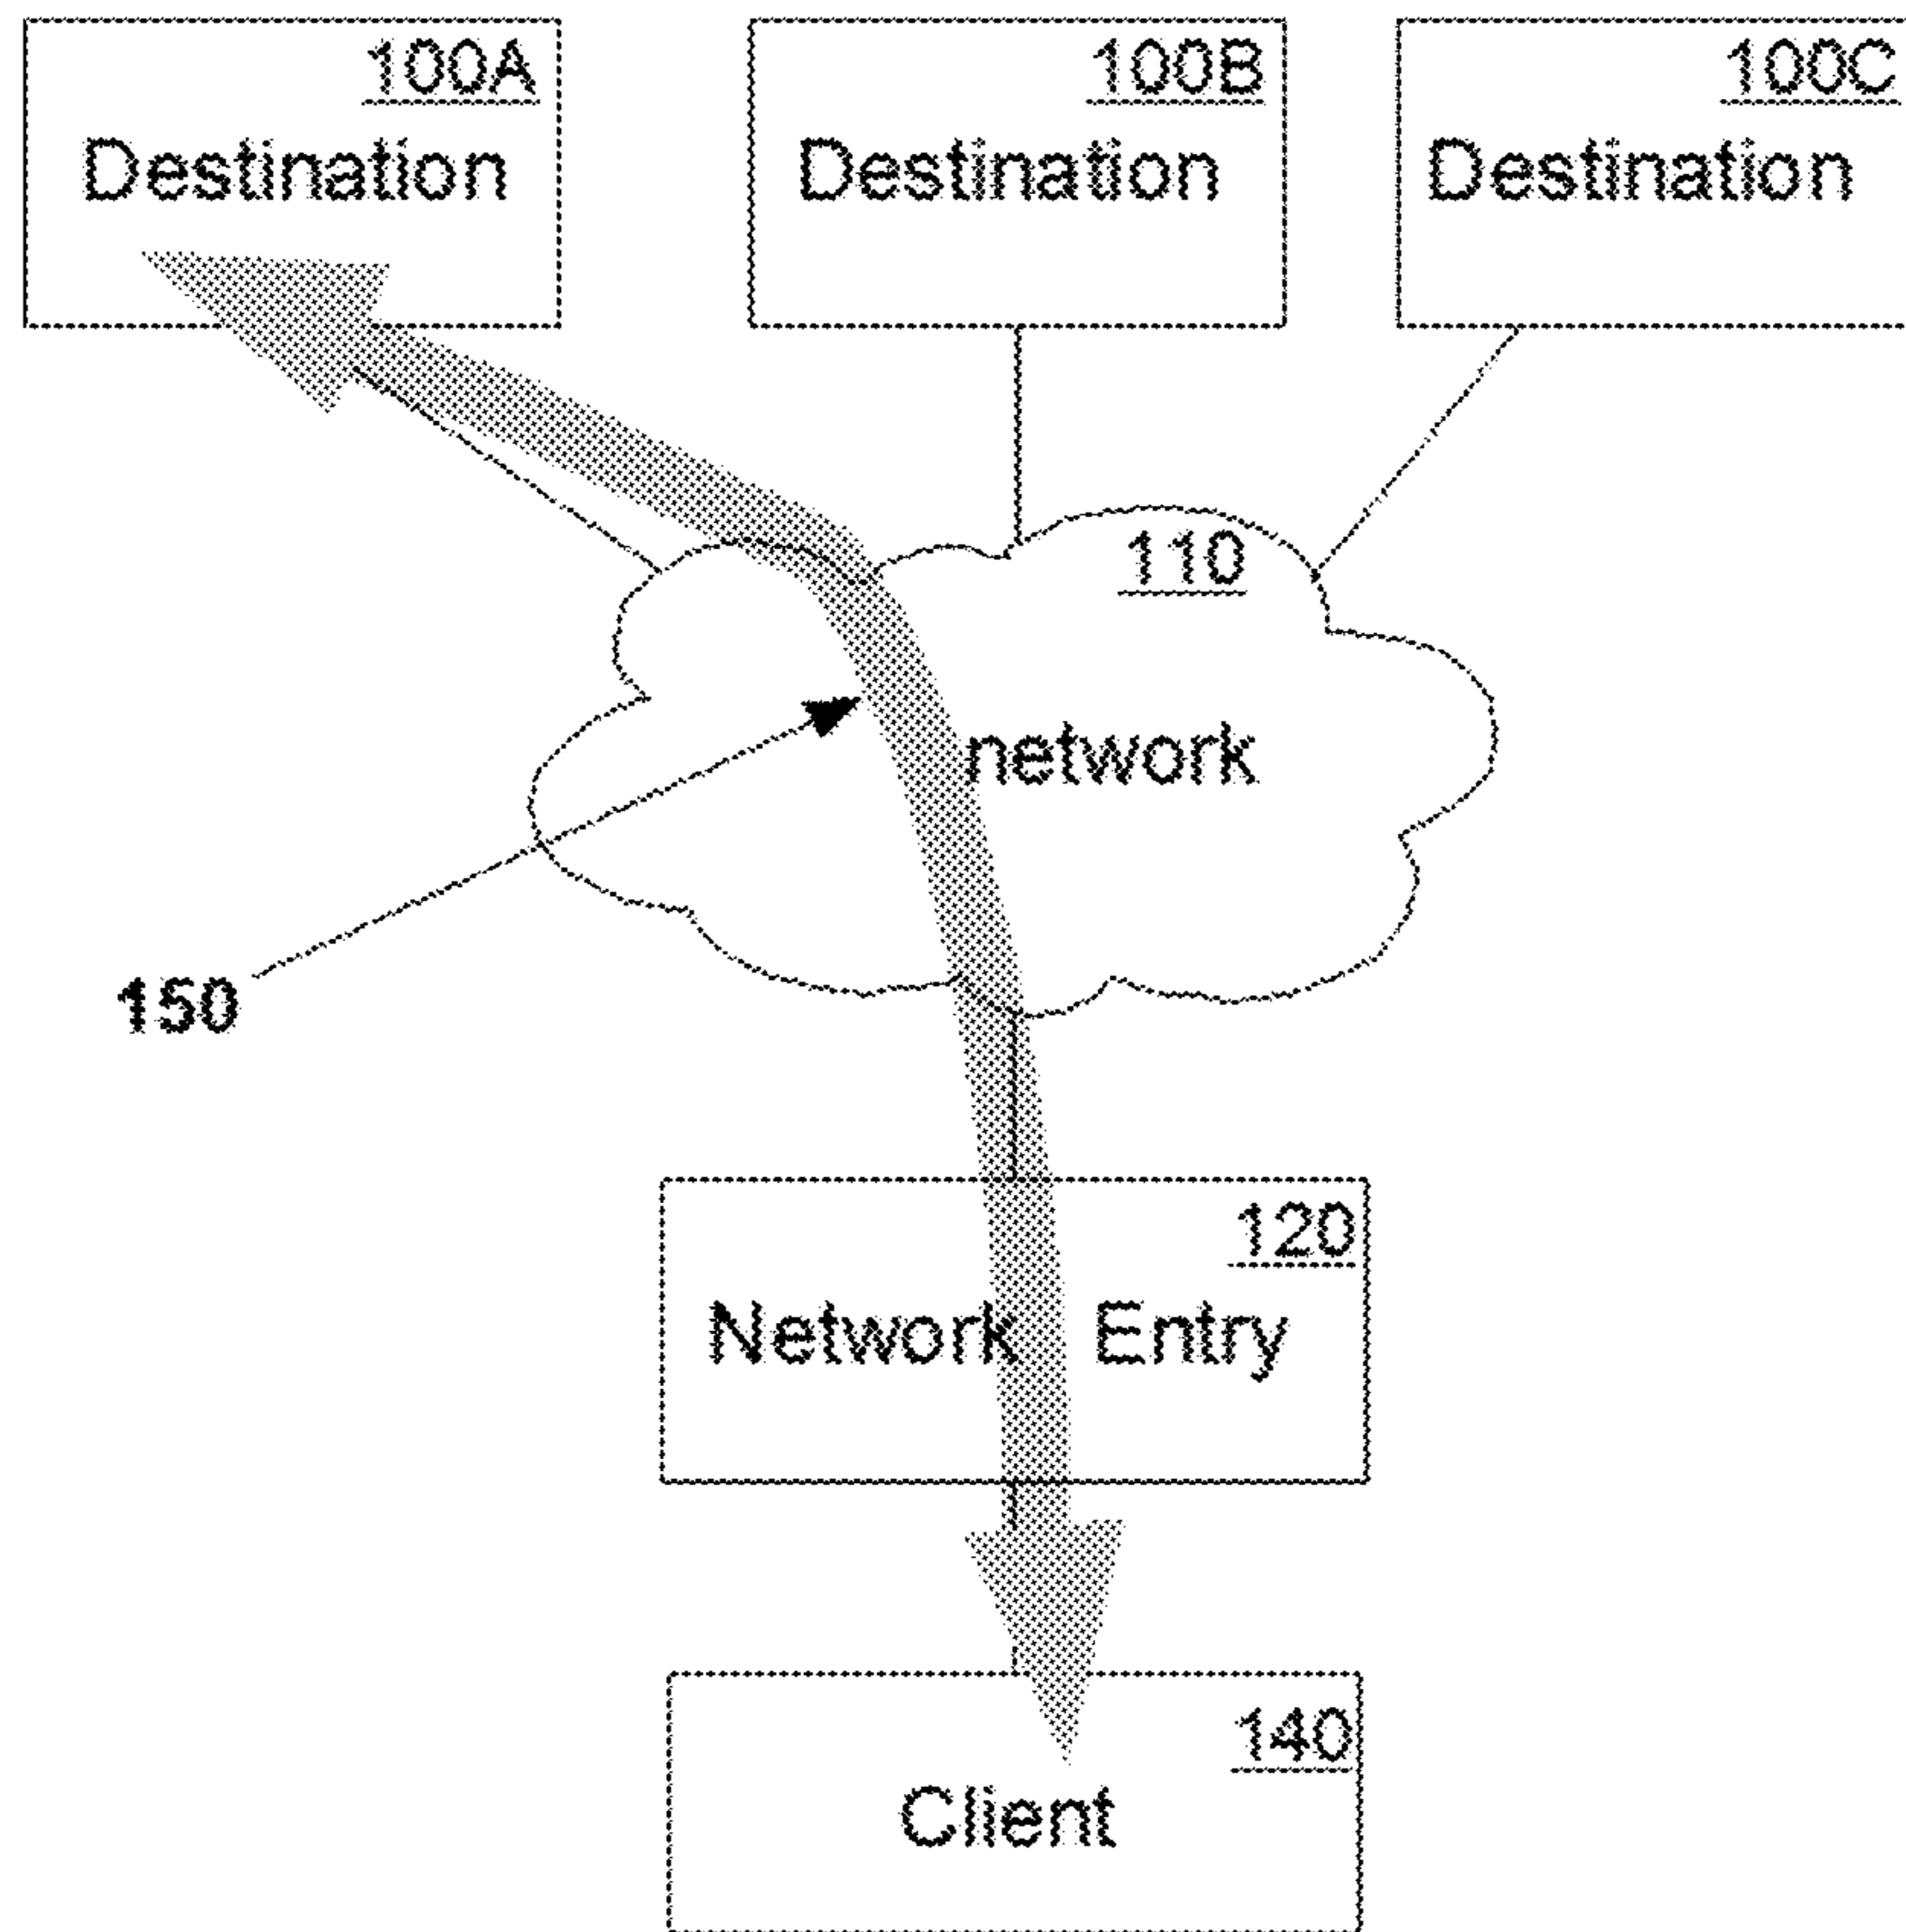 100A
Destination
100B
Destination
100C
Destination
110
network
150
120
Network Entry
140
Client